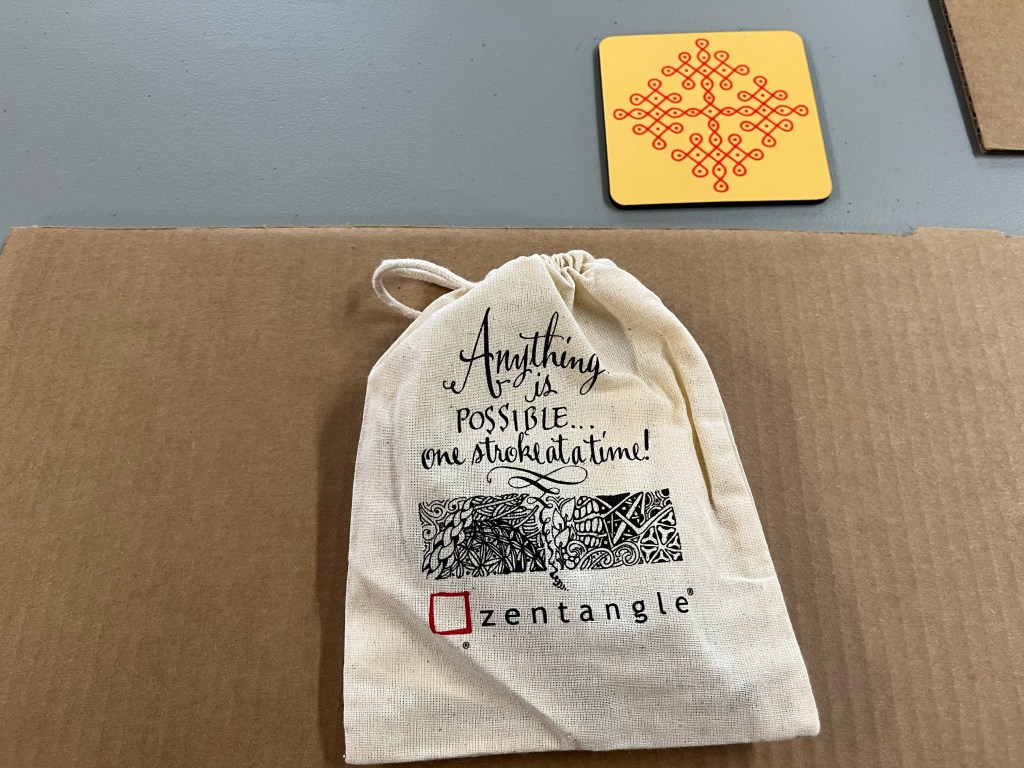 Anything
is
POSSIBLE...
one stroke at a time!
zentangle®
®